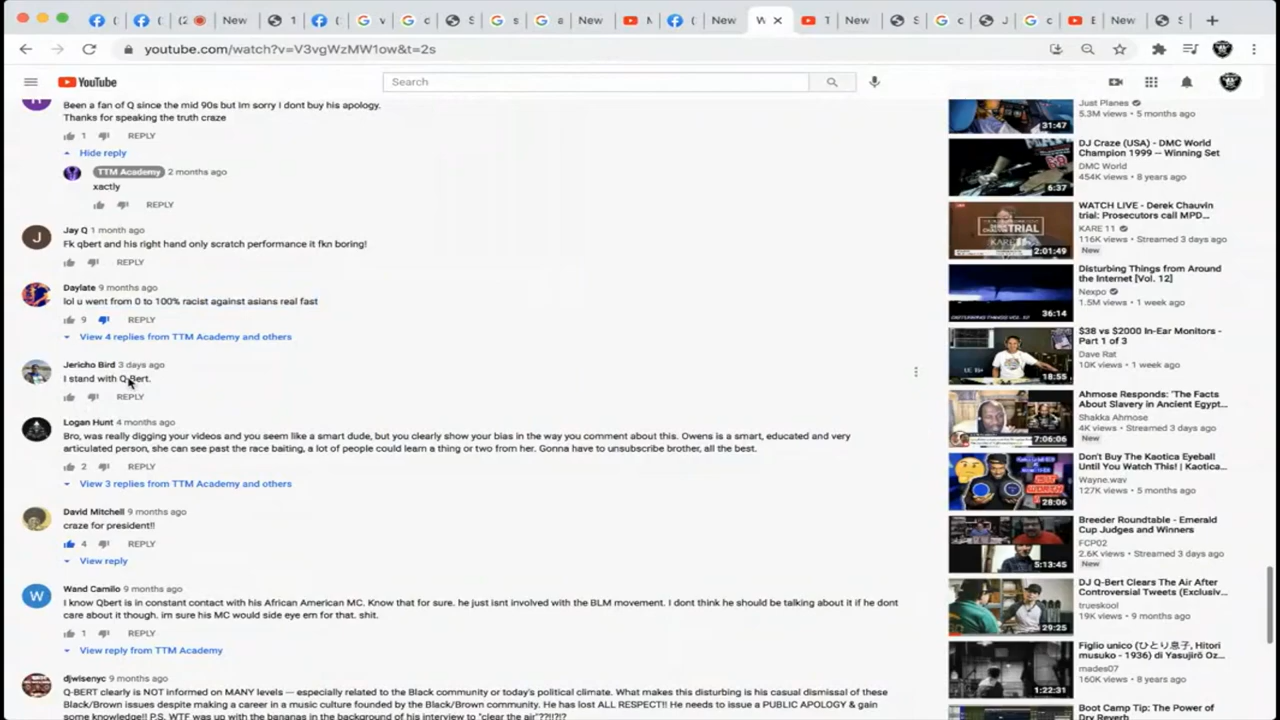 New
New
New
New
New
youtube.com/watch?v=V3vgWzMW1ow&t=2s
YouTube
Search
Been a fan of Q since the mid 90s but Im sorry I dont buy his apology.
Thanks for speaking the truth craze
1 REPLY
Hide reply
TTM Academy 2 months ago
xactly
REPLY
J
Jay Q 1 month ago
Fk qbert and his right hand only scratch performance it fkn boring!
REPLY
Daylate 9 months ago
lol u went from 0 to 100% racist against asians real fast
9 REPLY
View 4 replies from TTM Academy and others
Jericho Bird 3 days ago
I stand with Q Bert.
REPLY
Logan Hunt 4 months ago
Bro, was really digging your videos and you seem like a smart dude, but you clearly show your bias in the way you comment about this. Owens is a smart, educated and very
articulated person, she can see past the race baiting, a lot of people could learn a thing or two from her. Gonna have to unsubscribe brother, all the best.
2 REPLY
View 3 replies from TTM Academy and others
David Mitchell 9 months ago
craze for president!!
4 REPLY
View reply
W
Wand Camilo 9 months ago
I know Qbert is in constant contact with his African American MC. Know that for sure. he just isnt involved with the BLM movement. I dont think he should be talking about it if he dont
care about it though. im sure his MC would side eye em for that. shit.
1 REPLY
View reply from TTM Academy
djwisenyc 9 months ago
Q-BERT clearly is NOT informed on MANY levels — especially related to the Black community or today's political climate. What makes this disturbing is his casual dismissal of these
Black/Brown issues despite making a career in a music culture founded by the Black/Brown community. He has lost ALL RESPECT!! He needs to issue a PUBLIC APOLOGY & gain
some knowledge!! P.S. WTF was up with the bananas in the background of his interview to "clear the air"??!!?!?
Just Planes
5.3M views • 5 months ago
31:47
DJ Craze (USA) - DMC World
Champion 1999 -- Winning Set
DMC World
454K views • 8 years ago
6:37
WATCH LIVE - Derek Chauvin
trial: Prosecutors call MPD...
KARE 11
116K views • Streamed 3 days ago
New
TRIAL
2:01:49
Disturbing Things from Around
the Internet [Vol. 12]
Nexpo
1.5M views • 1 week ago
36:14
$38 vs $2000 In-Ear Monitors -
Part 1 of 3
Dave Rat
10K views • 1 week ago
18:55
Ahmose Responds: 'The Facts
About Slavery in Ancient Egypt...
Shakka Ahmose
4K views • Streamed 3 days ago
New
7:06:06
Don't Buy The Kaotica Eyeball
Until You Watch This! | Kaotica...
Wayne.wav
127K views • 5 months ago
28:06
Breeder Roundtable - Emerald
Cup Judges and Winners
FCP02
2.6K views • Streamed 3 days ago
New
5:13:45
DJ Q-Bert Clears The Air After
Controversial Tweets (Exclusiv...
trueskool
19K views • 9 months ago
29:25
Figlio unico (ひとり息子, Hitori
musuko - 1936) di Yasujirō Oz...
mades07
160K views • 8 years ago
1:22:31
Boot Camp Tip: The Power of
Dry Reverb